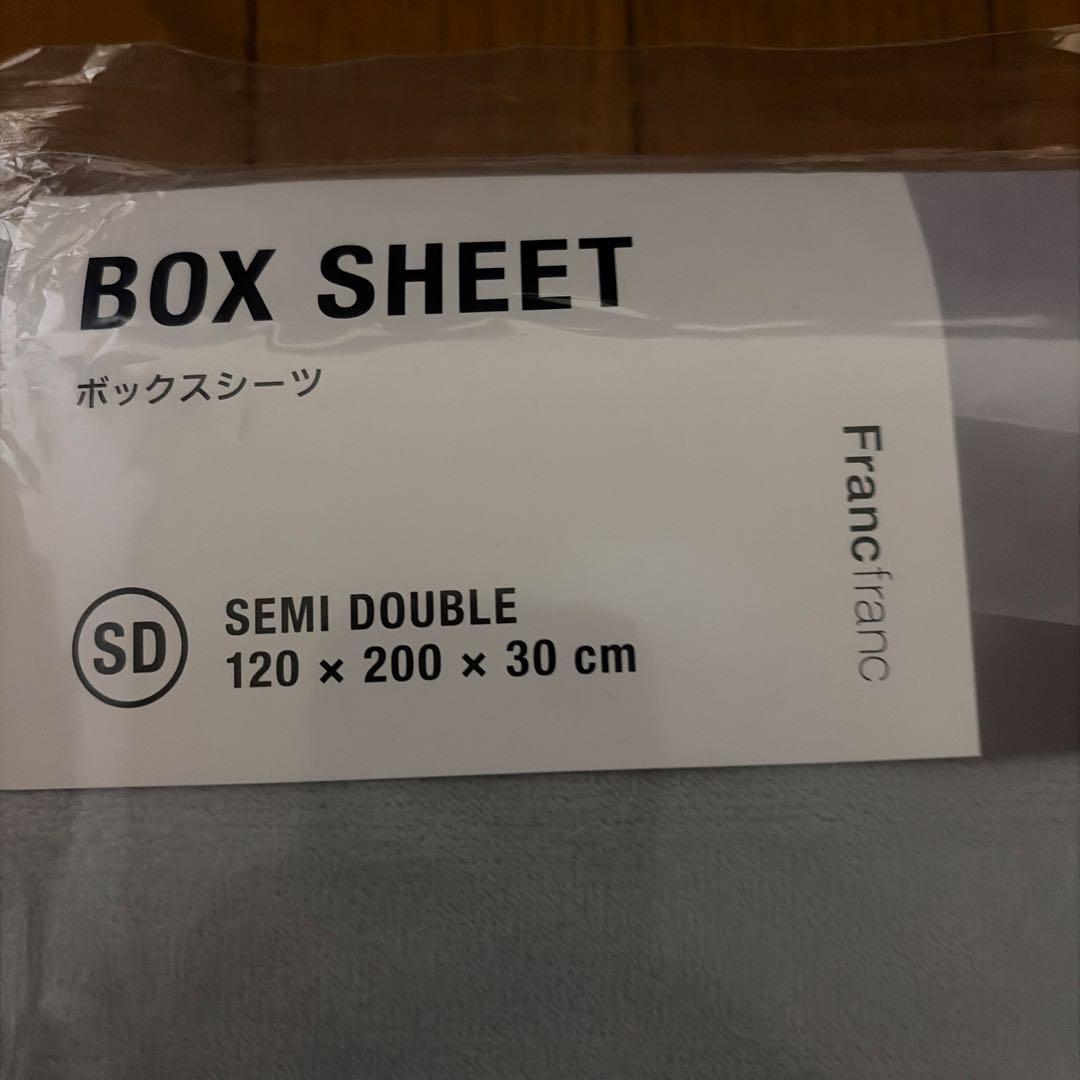 BOX SHEET
ボックスシーツ
Francfranc
SD
SEMI DOUBLE
120 × 200 × 30 cm